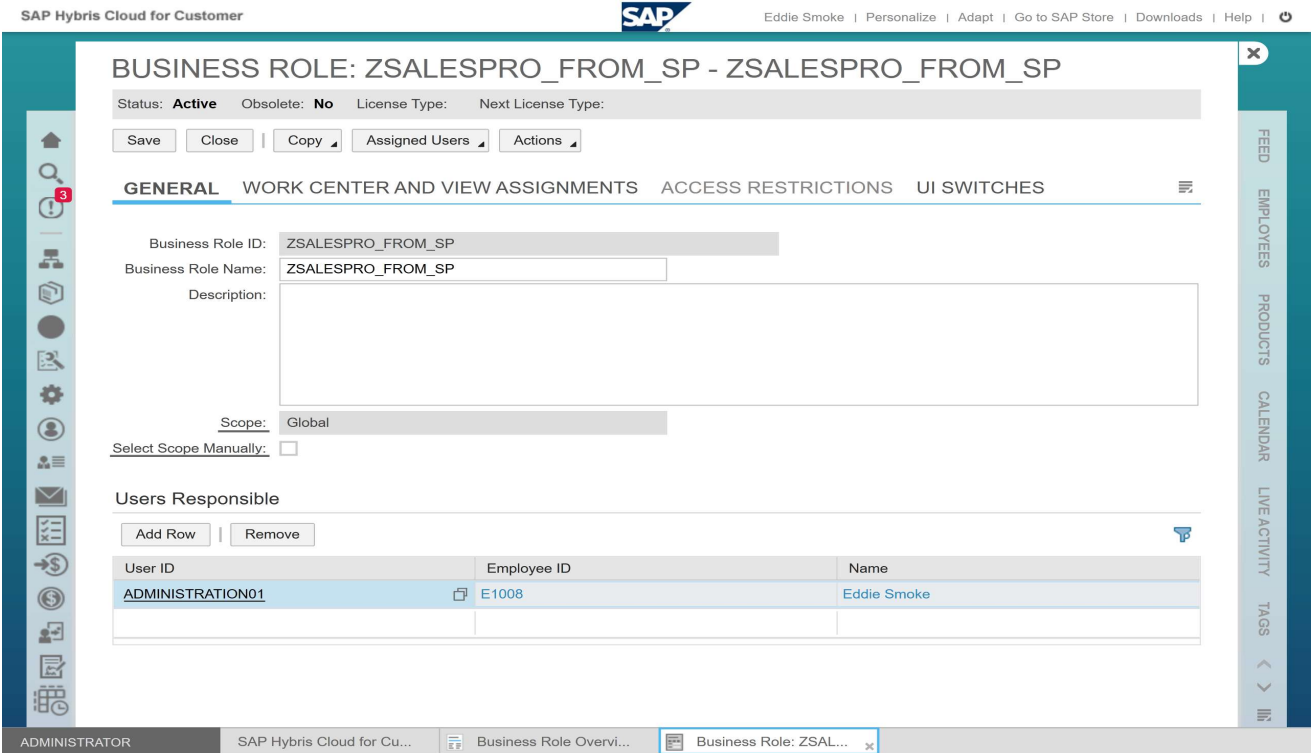 SAP Hybris Cloud for Customer
SAP
Eddie Smoke | Personalize | Adapt | Go to SAP Store | Downloads | Help |
BUSINESS ROLE: ZSALESPRO_FROM_SP - ZSALESPRO_FROM_SP
Status: Active Obsolete: No License Type: Next License Type:
Save Close | Copy Assigned Users Actions
GENERAL WORK CENTER AND VIEW ASSIGNMENTS ACCESS RESTRICTIONS UI SWITCHES
3
Business Role ID: ZSALESPRO_FROM_SP
Business Role Name: ZSALESPRO_FROM_SP
Description:
Scope: Global
Select Scope Manually:
Users Responsible
Add Row | Remove
User ID Employee ID Name
ADMINISTRATION01 E1008 Eddie Smoke
FEED
EMPLOYEES
PRODUCTS
CALENDAR
LIVE ACTIVITY
TAGS
ADMINISTRATOR SAP Hybris Cloud for Cu... Business Role Overvi... Business Role: ZSAL...